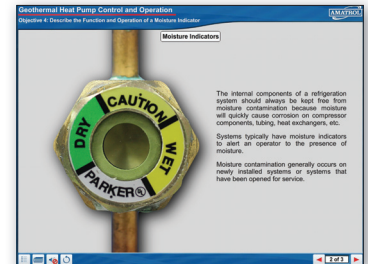 Geothermal Heat Pump Control and Operation
Objective 4: Describe the Function and Operation of a Moisture Indicator
AMATROL
Moisture Indicators
CAUTION
DRY
WET
PARKER
The internal components of a refrigeration
system should always be kept free from
moisture contamination because moisture
will quickly cause corrosion on compressor
components, tubing, heat exchangers, etc.
Systems typically have moisture indicators
to alert an operator to the presence of
moisture.
Moisture contamination generally occurs on
newly installed systems or systems that
have been opened for service.
2 of 3